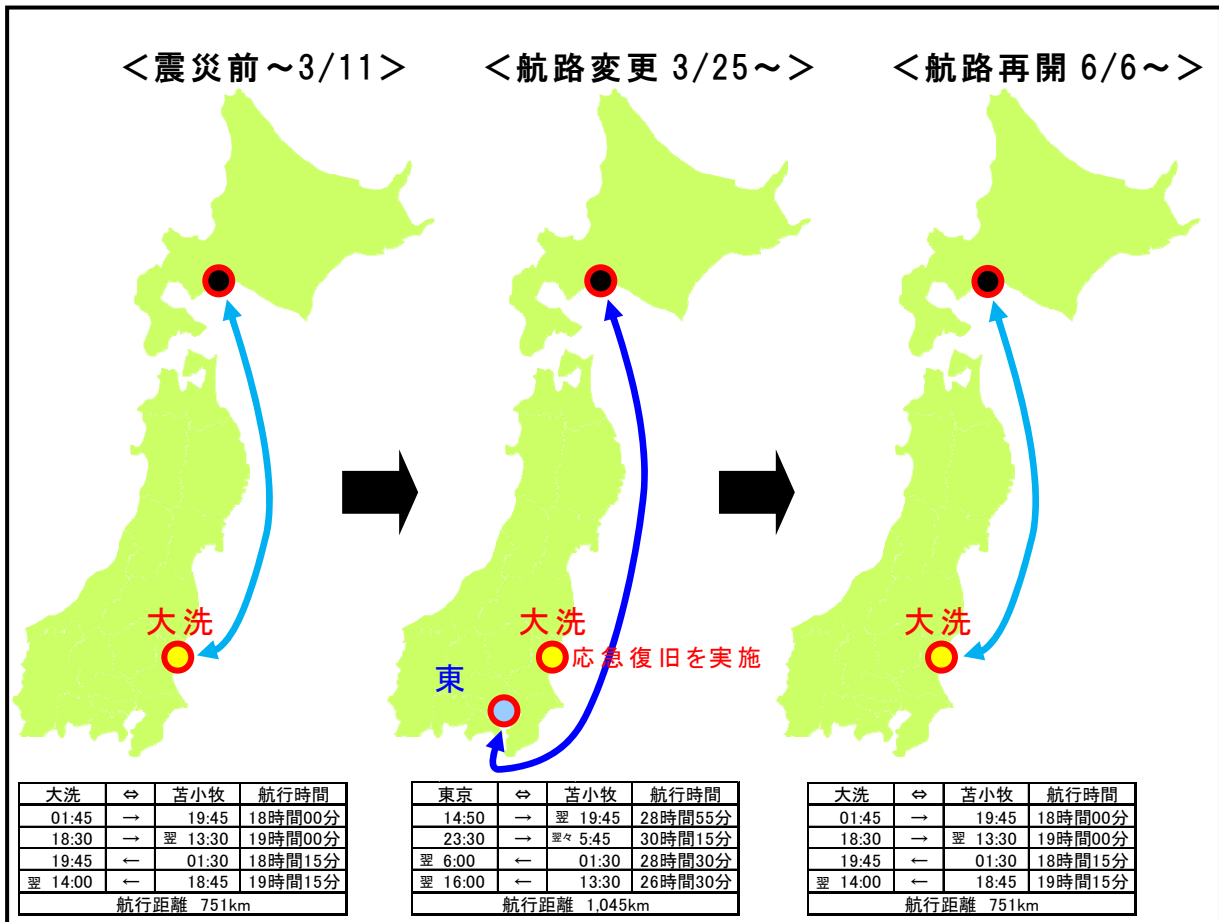 ＜震災前～3/11＞
＜航路変更 3/25～＞
＜航路再開 6/6～＞
大洗
大洗
応急復旧を実施
東
大洗
大洗 ⇔ 苫小牧 航行時間
01:45 → 19:45 18時間00分
18:30 → 翌 13:30 19時間00分
19:45 ← 01:30 18時間15分
翌 14:00 ← 18:45 19時間15分
航行距離 751km
東京 ⇔ 苫小牧 航行時間
14:50 → 翌 19:45 28時間55分
23:30 → 翌々 5:45 30時間15分
翌 6:00 ← 01:30 28時間30分
翌 16:00 ← 13:30 26時間30分
航行距離 1,045km
大洗 ⇔ 苫小牧 航行時間
01:45 → 19:45 18時間00分
18:30 → 翌 13:30 19時間00分
19:45 ← 01:30 18時間15分
翌 14:00 ← 18:45 19時間15分
航行距離 751km